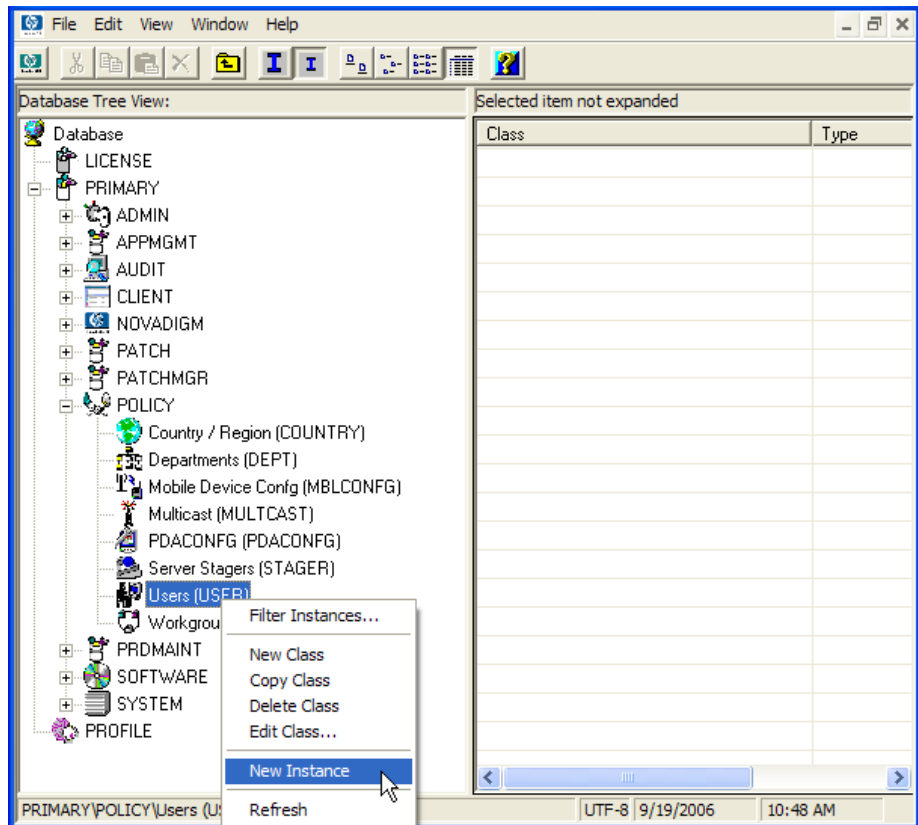 File Edit View Window Help
Database Tree View:
Selected item not expanded
Class Type
Database
LICENSE
PRIMARY
ADMIN
APPMGMT
AUDIT
CLIENT
NOVADIGM
PATCH
PATCHMGR
POLICY
Country / Region (COUNTRY)
Departments (DEPT)
Mobile Device Confg (MBLCONFG)
Multicast (MULTCAST)
PDACONFG (PDACONFG)
Server Stagers (STAGER)
Users (USER)
Workgrou
PRDMAINT
SOFTWARE
SYSTEM
PROFILE
Filter Instances...
New Class
Copy Class
Delete Class
Edit Class...
New Instance
Refresh
PRIMARY\POLICY\Users (U UTF-8 9/19/2006 10:48 AM